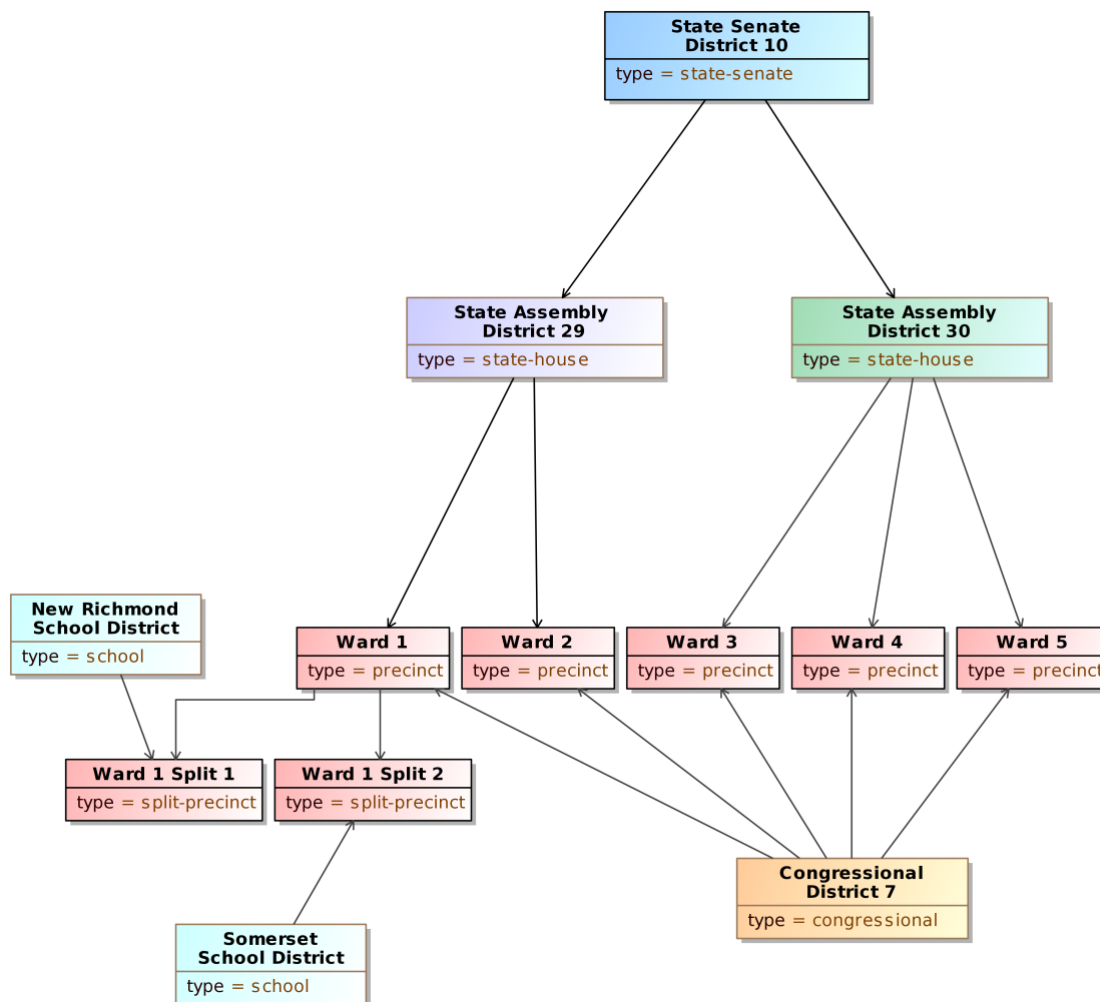 State Senate
District 10
type = state-senate
State Assembly
District 29
type = state-house
State Assembly
District 30
type = state-house
New Richmond
School District
type = school
Ward 1
type = precinct
Ward 2
type = precinct
Ward 3
type = precinct
Ward 4
type = precinct
Ward 5
type = precinct
Ward 1 Split 1
type = split-precinct
Ward 1 Split 2
type = split-precinct
Congressional
District 7
type = congressional
Somerset
School District
type = school